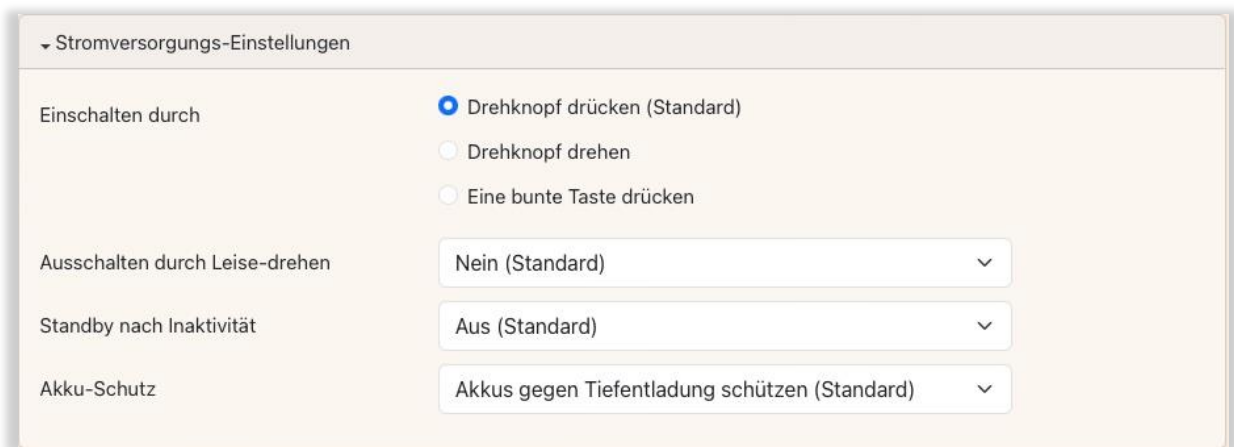 Stromversorgungs-Einstellungen
Einschalten durch
Drehknopf drücken (Standard)
Drehknopf drehen
Eine bunte Taste drücken
Ausschalten durch Leise-drehen
Nein (Standard)
Standby nach Inaktivität
Aus (Standard)
Akku-Schutz
Akkus gegen Tiefentladung schützen (Standard)